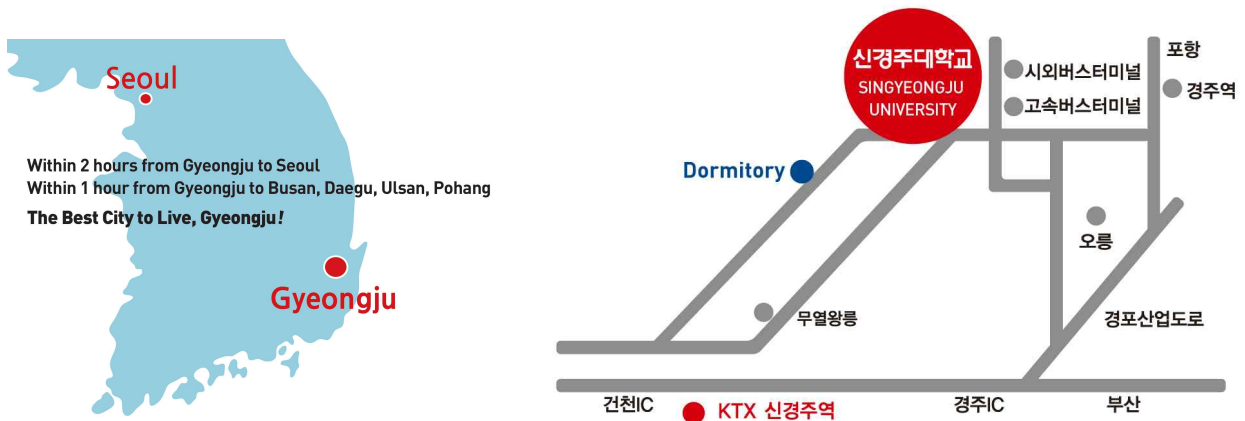 Seoul
Within 2 hours from Gyeongju to Seoul
Within 1 hour from Gyeongju to Busan, Daegu, Ulsan, Pohang
The Best City to Live, Gyeongju!
Gyeongju
신경주대학교
SINGYEONGJU
UNIVERSITY
시외버스터미널
고속버스터미널
포항
경주역
Dormitory
오릉
무열왕릉
경포산업도로
건천IC
KTX 신경주역
경주IC
부산